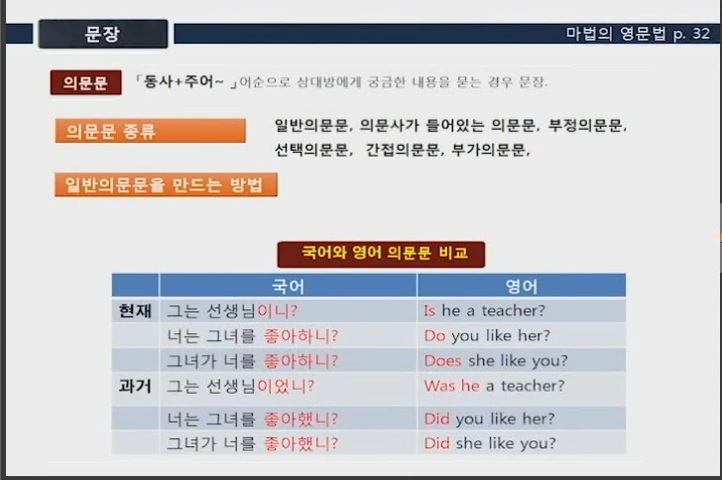 문장
마법의 영문법 p. 32
의문문 「동사+주어~ 」어순으로 상대방에게 궁금한 내용을 묻는 경우 문장.
의문문 종류
일반의문문, 의문사가 들어있는 의문문, 부정의문문,
선택의문문, 간접의문문, 부가의문문,
일반의문문을 만드는 방법
국어와 영어 의문문 비교
국어 영어
현재 그는 선생님이니? Is he a teacher?
너는 그녀를 좋아하니? Do you like her?
그녀가 너를 좋아하니? Does she like you?
과거 그는 선생님이었니? Was he a teacher?
너는 그녀를 좋아했니? Did you like her?
그녀가 너를 좋아했니? Did she like you?